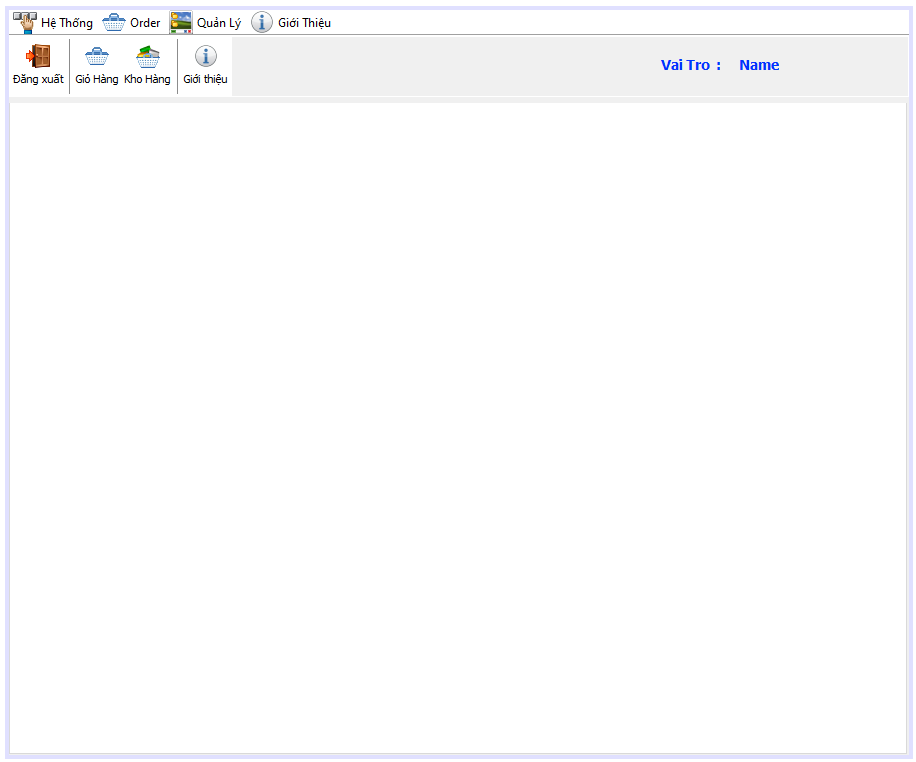 Hệ Thống Order Quản Lý Giới Thiệu
Vai Tro : Name
Đăng xuất Giỏ Hàng Kho Hàng Giới thiệu